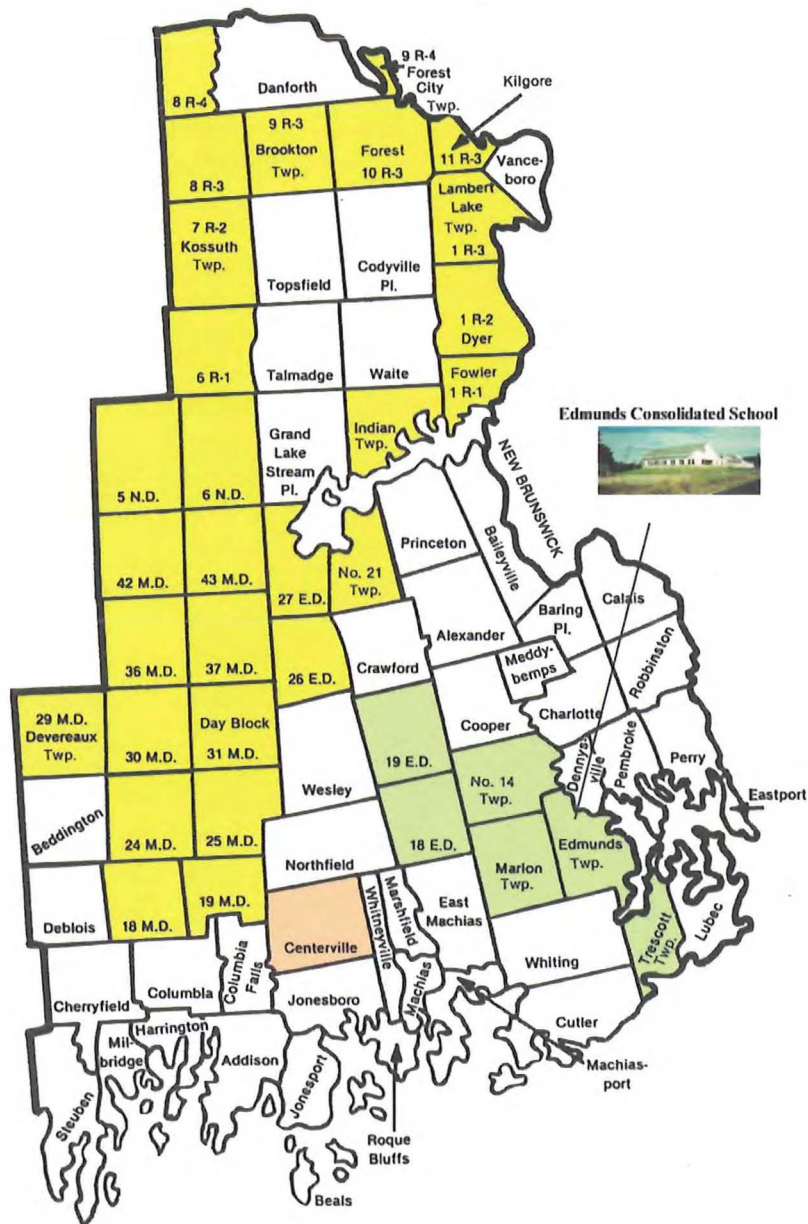 9 R-4
Forest
City
Twp.
Kilgore
Danforth
8 R-4
9 R-3
Brookton
Twp.
Forest
10 R-3
11 R-3
Vance-
boro
8 R-3
Lambert
Lake
Twp.
1 R-3
7 R-2
Kossuth
Twp.
Topsfield
Codyville
Pl.
1 R-2
Dyer
6 R-1
Talmadge
Waite
Fowler
1 R-1
Edmunds Consolidated School
Indian
Twp.
Grand
Lake
Stream
Pl.
5 N.D.
6 N.D.
NEW BRUNSWICK
Princeton
Baileyville
42 M.D.
43 M.D.
27 E.D.
No. 21
Twp.
Calais
Baring
Pl.
Alexander
Robbinston
36 M.D.
37 M.D.
26 E.D.
Crawford
Meddy-
bemps
29 M.D.
Devereaux
Twp.
30 M.D.
Day Block
31 M.D.
Cooper
Charlotte
Dennys-
ville
Pembroke
Perry
19 E.D.
Wesley
No. 14
Twp.
Eastport
Beddington
24 M.D.
25 M.D.
18 E.D.
Edmunds
Twp.
Northfield
Marion
Twp.
Deblois
18 M.D.
19 M.D.
Centerville
Whitneyville
Marshfield
East
Machias
Trescott
Twp.
Lubec
Whiting
Columbia
Falls
Cherryfield
Columbia
Jonesboro
Machias
Cutler
Harrington
Mil-
bridge
Addison
Machias-
port
Steuben
Jonesport
Roque
Bluffs
Beals